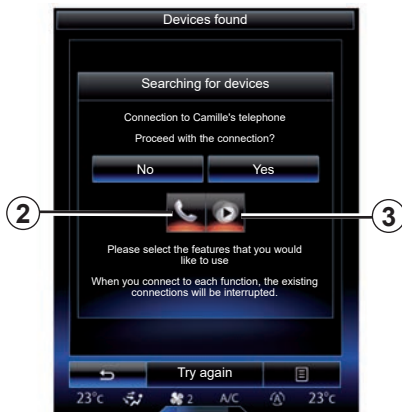 Devices found
Searching for devices
Connection to Camille's telephone
Proceed with the connection?
No Yes
2 3
Please select the features that you would
like to use
When you connect to each function, the existing
connections will be interrupted.
Try again
23°c 2 A/C A 23°c